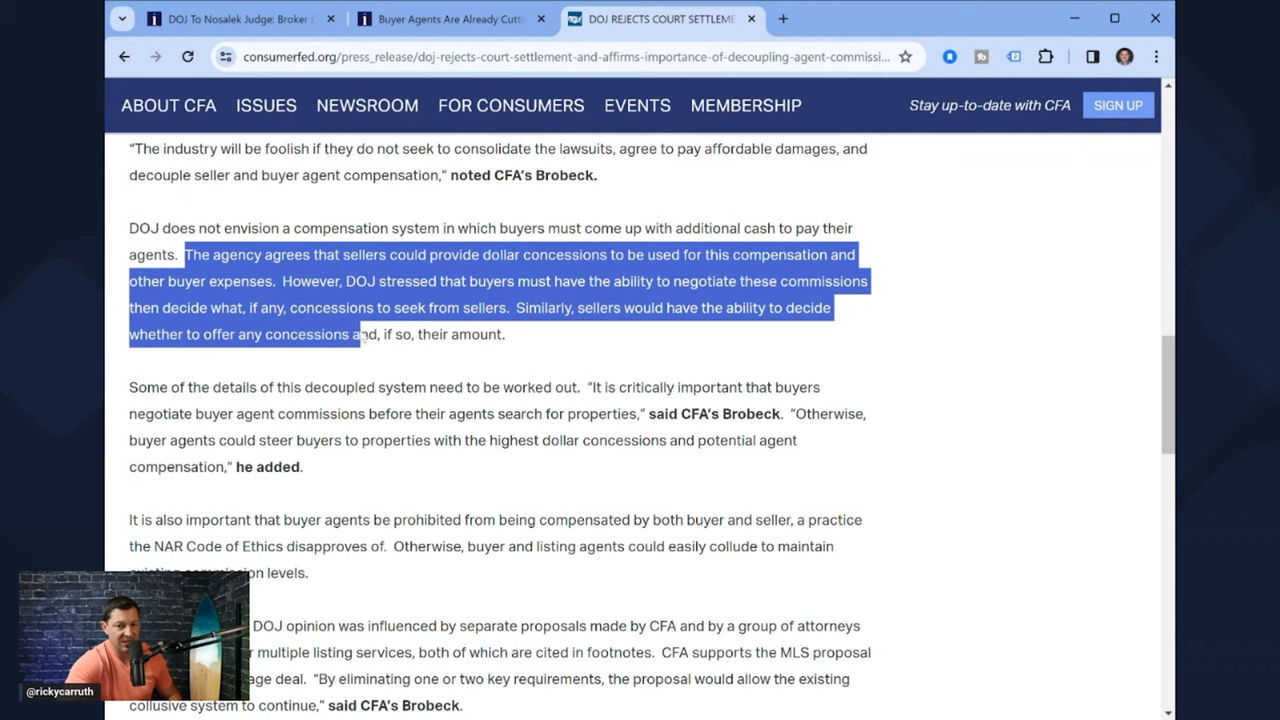 DOJ To Nosalek Judge: Broker
Buyer Agents Are Already Cutti
DOJ REJECTS COURT SETTLEME
consumerfed.org/press_release/doj-rejects-court-settlement-and-affirms-importance-of-decoupling-agent-commissi...
ABOUT CFA ISSUES NEWSROOM FOR CONSUMERS EVENTS MEMBERSHIP Stay up-to-date with CFA SIGN UP
“The industry will be foolish if they do not seek to consolidate the lawsuits, agree to pay affordable damages, and
decouple seller and buyer agent compensation,” noted CFA’s Brobeck.
DOJ does not envision a compensation system in which buyers must come up with additional cash to pay their
agents. The agency agrees that sellers could provide dollar concessions to be used for this compensation and
other buyer expenses. However, DOJ stressed that buyers must have the ability to negotiate these commissions
then decide what, if any, concessions to seek from sellers. Similarly, sellers would have the ability to decide
whether to offer any concessions and, if so, their amount.
Some of the details of this decoupled system need to be worked out. “It is critically important that buyers
negotiate buyer agent commissions before their agents search for properties,” said CFA’s Brobeck. “Otherwise,
buyer agents could steer buyers to properties with the highest dollar concessions and potential agent
compensation,” he added.
It is also important that buyer agents be prohibited from being compensated by both buyer and seller, a practice
the NAR Code of Ethics disapproves of. Otherwise, buyer and listing agents could easily collude to maintain
existing commission levels.
DOJ opinion was influenced by separate proposals made by CFA and by a group of attorneys
multiple listing services, both of which are cited in footnotes. CFA supports the MLS proposal
deal. “By eliminating one or two key requirements, the proposal would allow the existing
collusive system to continue,” said CFA’s Brobeck.
@rickycarruth